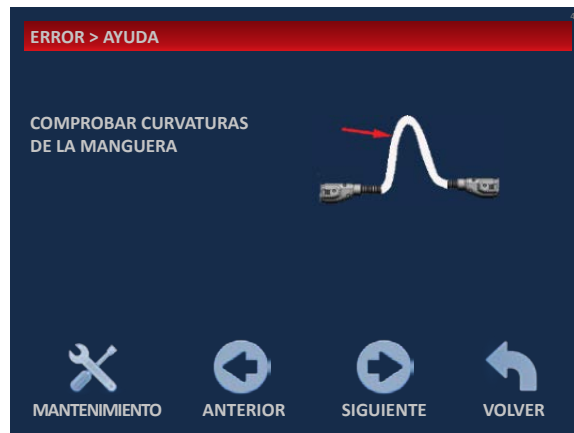 ERROR > AYUDA
COMPROBAR CURVATURAS
DE LA MANGUERA
MANTENIMIENTO
ANTERIOR
SIGUIENTE
VOLVER